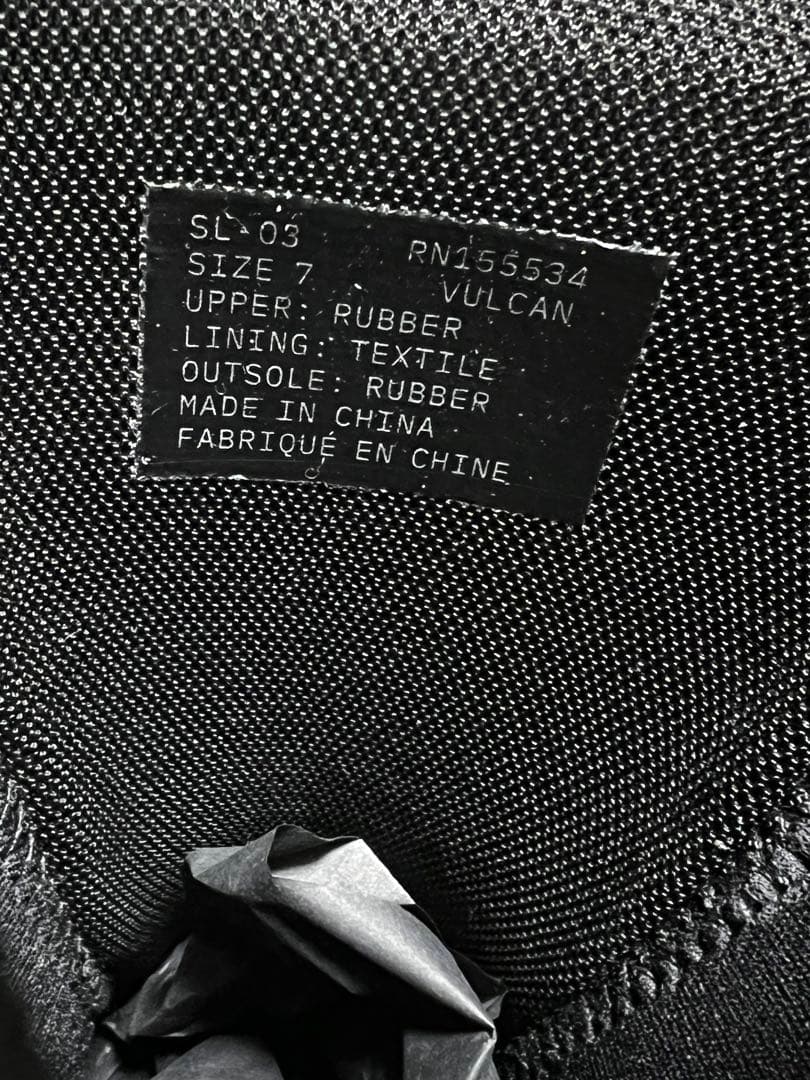 SL-03 RN155534
SIZE 7 VULCAN
UPPER: RUBBER
LINING: TEXTILE
OUTSOLE: RUBBER
MADE IN CHINA
FABRIQUÉ EN CHINE